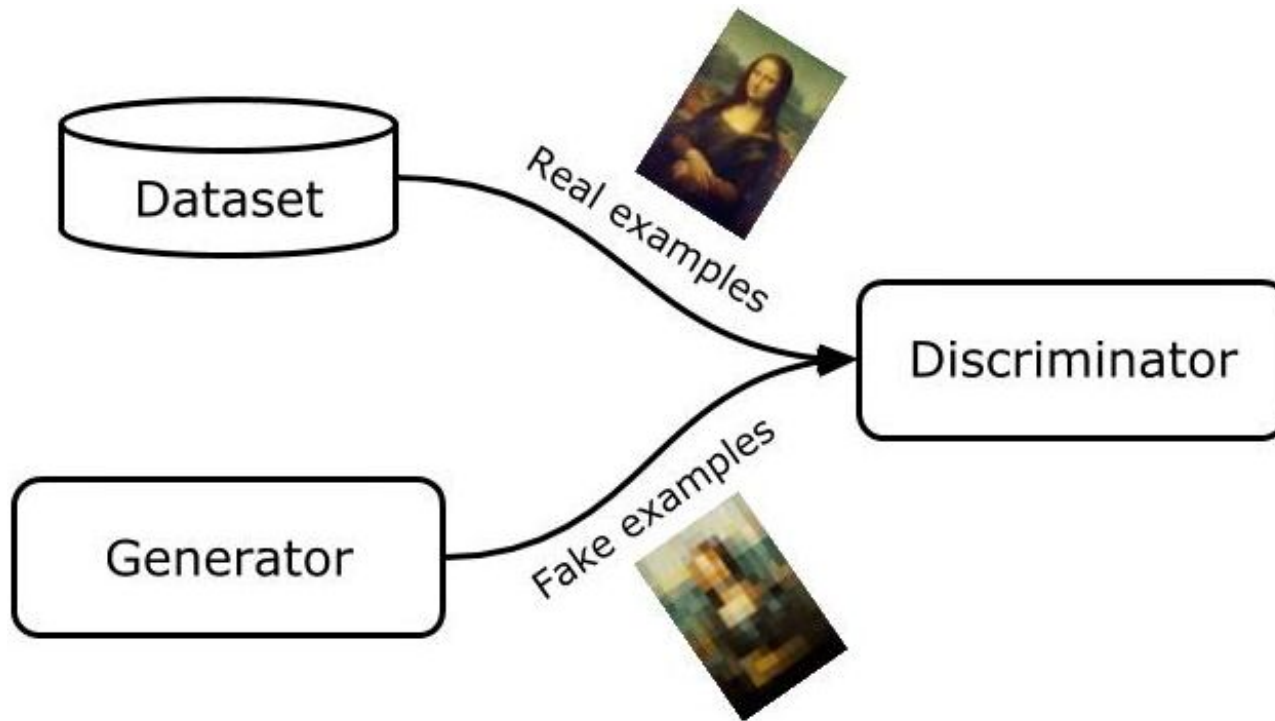 Dataset
Real examples
Discriminator
Fake examples
Generator